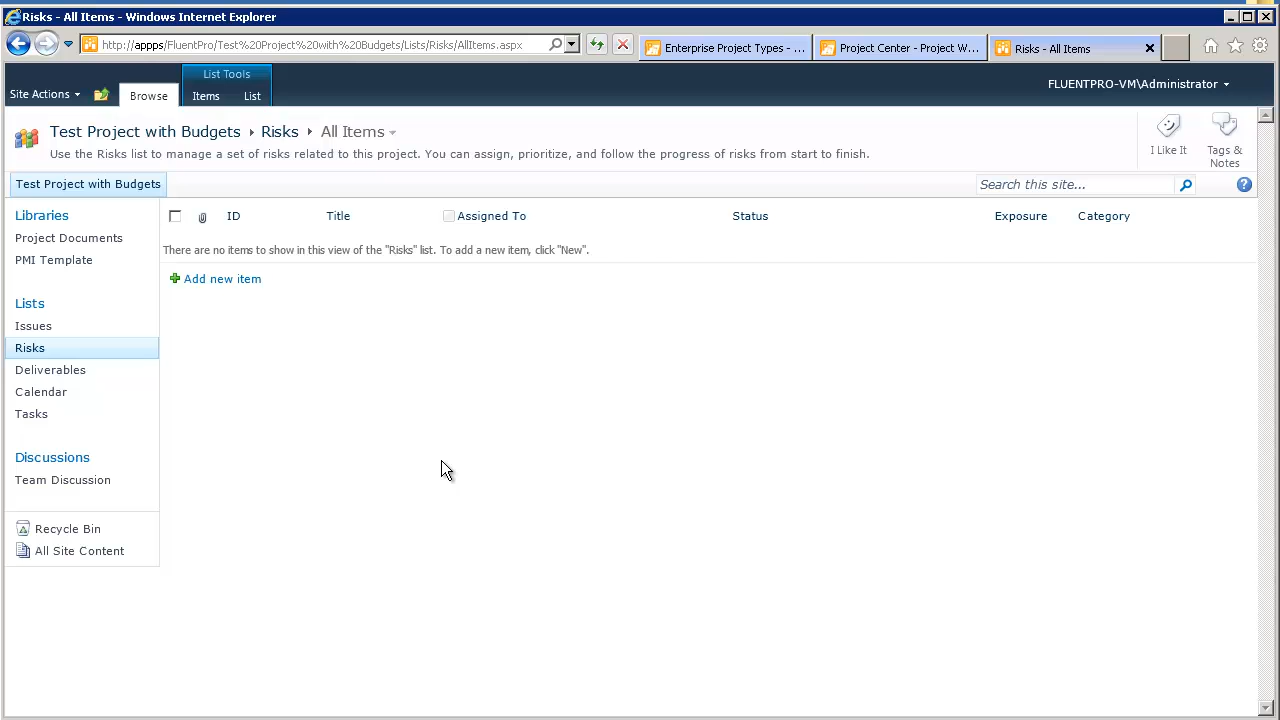 Risks - All Items - Windows Internet Explorer
http://appps/FluentPro/Test%20Project%20with%20Budgets/Lists/Risks/AllItems.aspx
Enterprise Project Types - ...
Project Center - Project W...
Risks - All Items
List Tools
Site Actions
Browse
Items
List
FLUENTPRO-VM\Administrator
Test Project with Budgets Risks All Items
Use the Risks list to manage a set of risks related to this project. You can assign, prioritize, and follow the progress of risks from start to finish.
I Like It
Tags &
Notes
Test Project with Budgets
Search this site...
Libraries
Project Documents
PMI Template
Lists
Issues
Risks
Deliverables
Calendar
Tasks
Discussions
Team Discussion
Recycle Bin
All Site Content
ID Title Assigned To Status Exposure Category
There are no items to show in this view of the "Risks" list. To add a new item, click "New".
Add new item